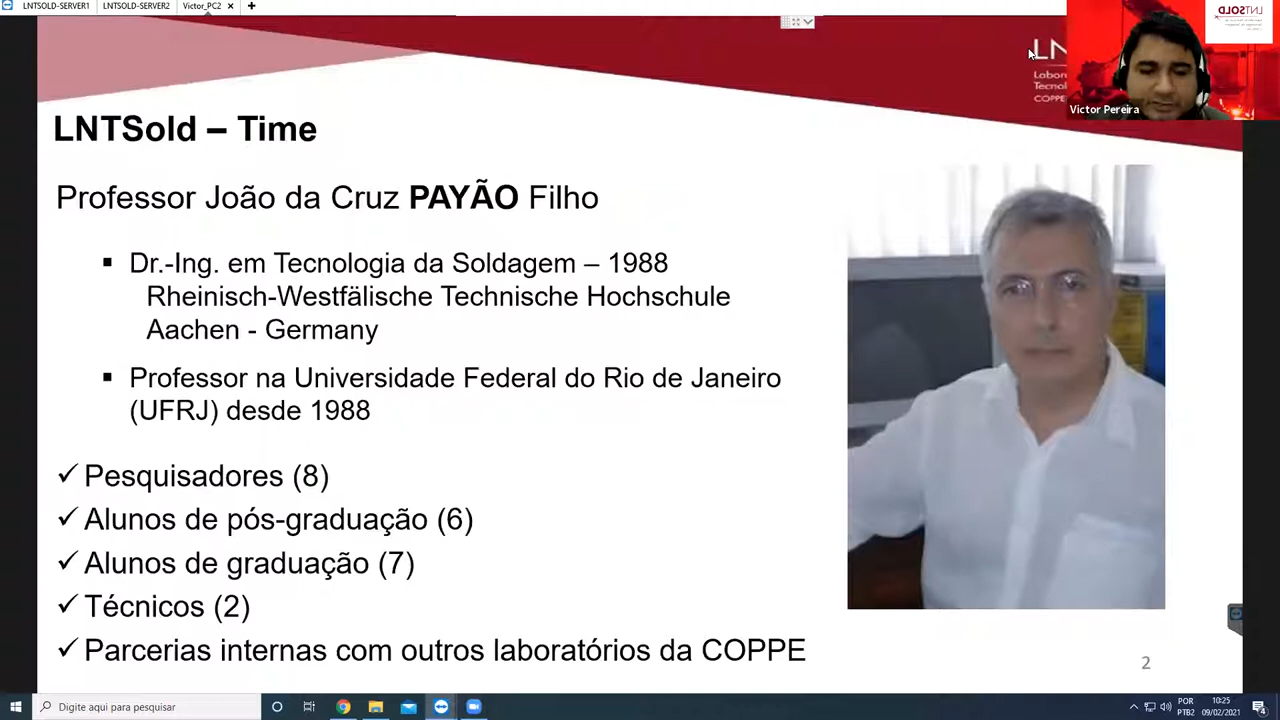 LNTSOLD-SERVER1 LNTSOLD-SERVER2 Victor_PC2
LNTSOLD
Victor Pereira
LNTSold – Time
Professor João da Cruz PAYÃO Filho
▪ Dr.-Ing. em Tecnologia da Soldagem – 1988
Rheinisch-Westfälische Technische Hochschule
Aachen - Germany
▪ Professor na Universidade Federal do Rio de Janeiro
(UFRJ) desde 1988
✓ Pesquisadores (8)
✓ Alunos de pós-graduação (6)
✓ Alunos de graduação (7)
✓ Técnicos (2)
✓ Parcerias internas com outros laboratórios da COPPE
2
Digite aqui para pesquisar
POR
PTB2
10:25
09/02/2021
4